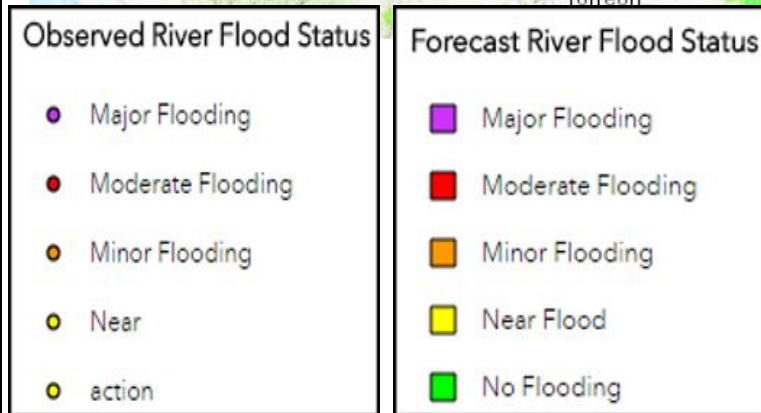 Torreon
Observed River Flood Status
Major Flooding
Moderate Flooding
Minor Flooding
Near
action
Forecast River Flood Status
Major Flooding
Moderate Flooding
Minor Flooding
Near Flood
No Flooding